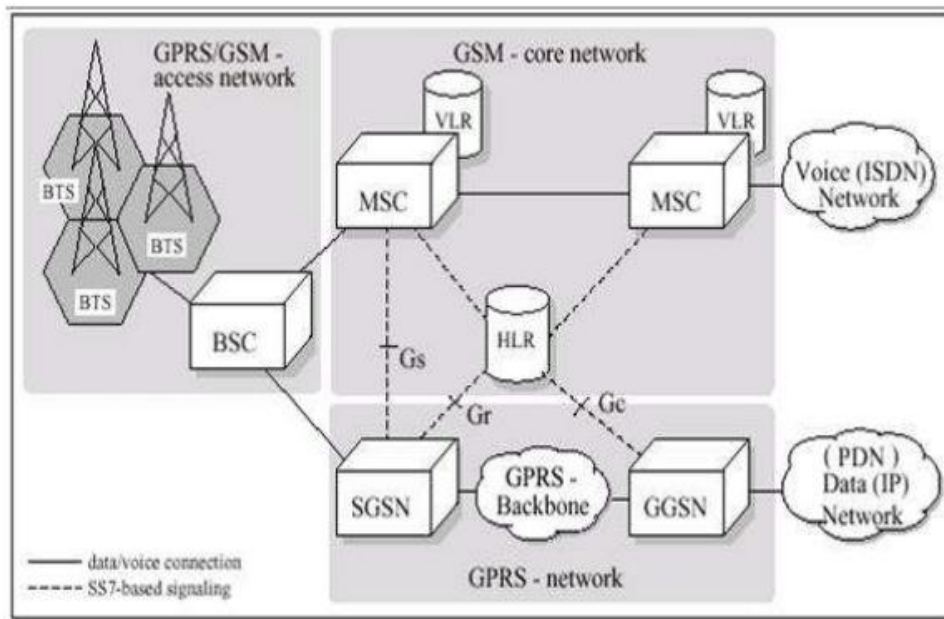 GPRS/GSM -
access network
GSM - core network
VLR
VLR
BTS
MSC
MSC
Voice (ISDN)
Network
BTS
BTS
BSC
HLR
Gs
Gr
Gc
SGSN
GPRS -
Backbone
GGSN
( PDN )
Data (IP)
Network
data/voice connection
SS7-based signaling
GPRS - network